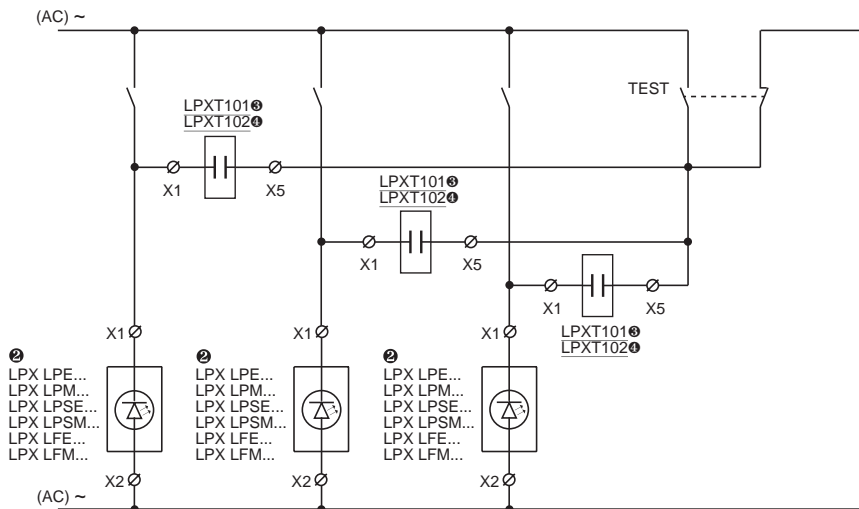 (AC) ~
TEST
LPXT101❸
LPXT102❹
X1 X5
LPXT101❸
LPXT102❹
X1 X5
X1 X5
LPXT101❸
LPXT102❹
X1 X1 X1
❷ ❷ ❷
LPX LPE... LPX LPE... LPX LPE...
LPX LPM... LPX LPM... LPX LPM...
LPX LPSE... LPX LPSE... LPX LPSE...
LPX LPSM... LPX LPSM... LPX LPSM...
LPX LFE... LPX LFE... LPX LFE...
LPX LFM... LPX LFM... LPX LFM...
X2 X2 X2
(AC) ~